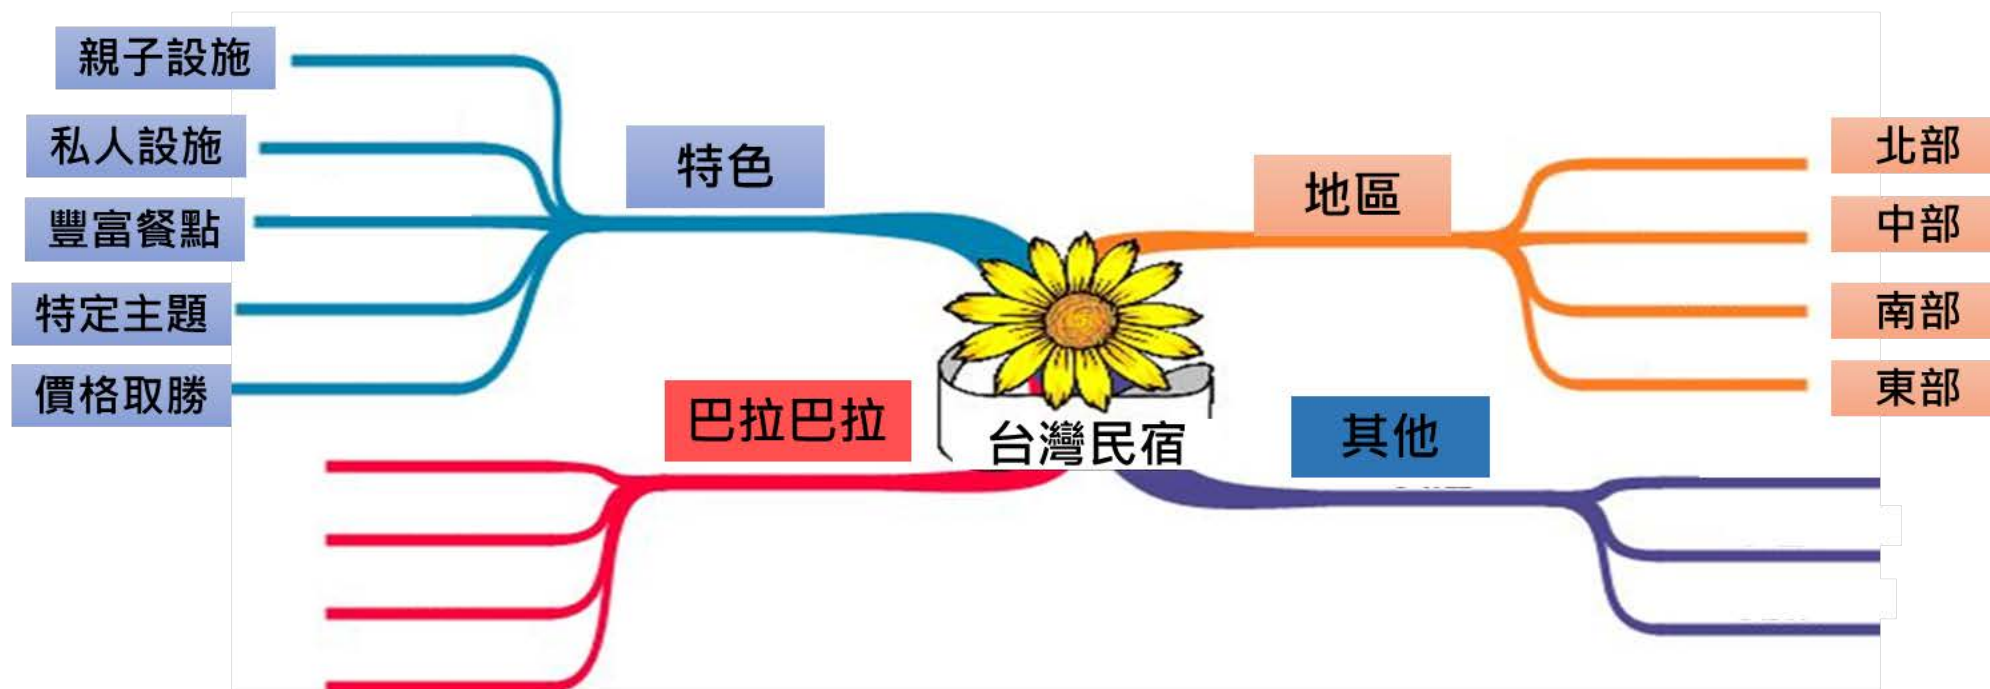 親子設施
私人設施
豐富餐點
特定主題
價格取勝
特色
巴拉巴拉
台灣民宿
地區
北部
中部
南部
東部
其他